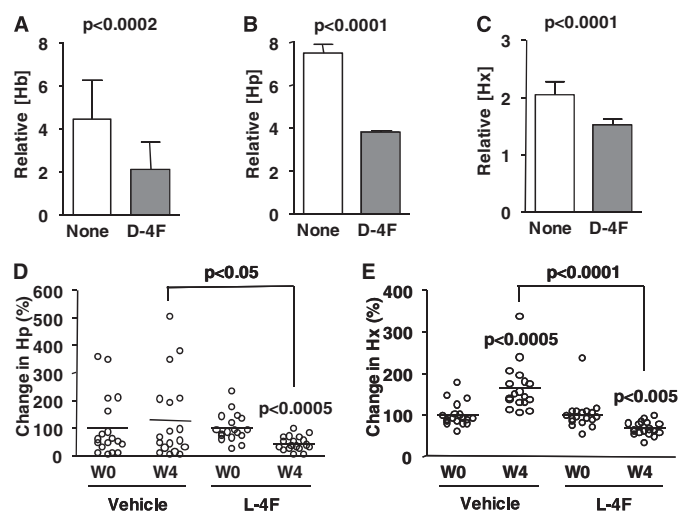 A
p<0.0002
Relative [Hb]
8
6
4
2
0
None D-4F
B
p<0.0001
Relative [Hp]
8
6
4
2
0
None D-4F
C
p<0.0001
Relative [Hx]
3
2
1
0
None D-4F
D
p<0.05
Change in Hp (%)
600
500
400
300
200
100
0
p<0.0005
W0 W4 W0 W4
Vehicle L-4F
E
p<0.0001
Change in Hx (%)
400
300
200
100
0
p<0.0005
p<0.005
W0 W4 W0 W4
Vehicle L-4F